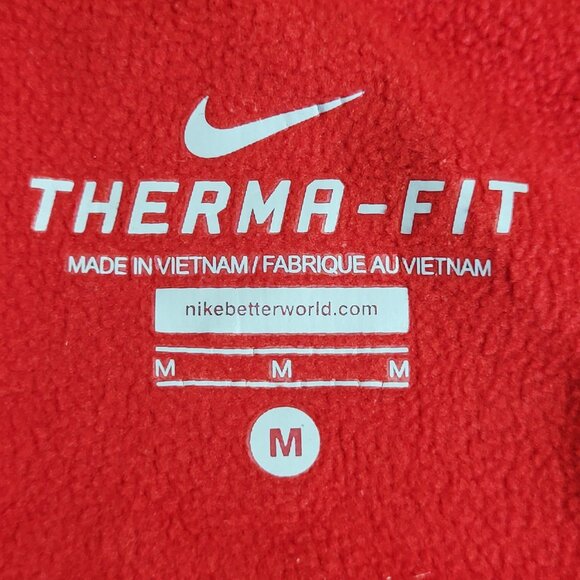 THERMA-FIT
MADE IN VIETNAM / FABRIQUE AU VIETNAM
nikebetterworld.com
M M M
M